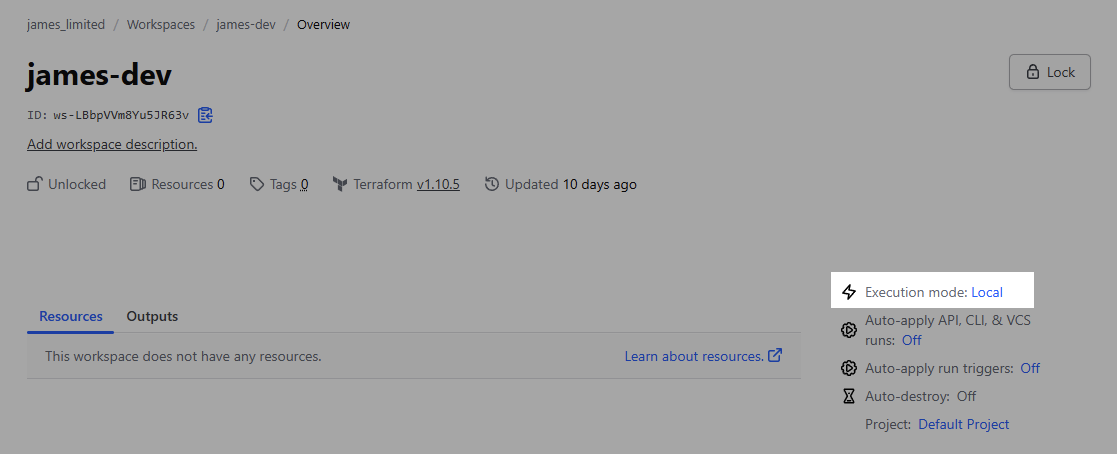 james_limited / Workspaces / james-dev / Overview
james-dev
Lock
ID: ws-LBbpVVm8Yu5JR63v
Add workspace description.
Unlocked Resources 0 Tags 0 Terraform v1.10.5 Updated 10 days ago
Execution mode: Local
Resources Outputs
Auto-apply API, CLI, & VCS
runs: Off
This workspace does not have any resources. Learn about resources.
Auto-apply run triggers: Off
Auto-destroy: Off
Project: Default Project